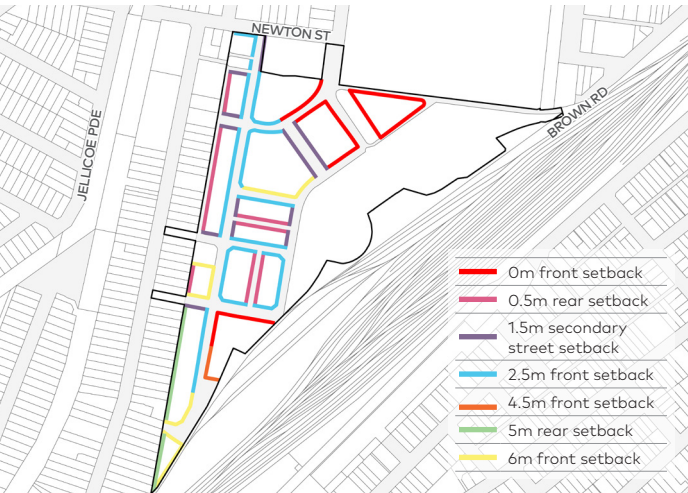 NEWTON ST
JELLICOE PDE
BROWN RD
0m front setback
0.5m rear setback
1.5m secondary
street setback
2.5m front setback
4.5m front setback
5m rear setback
6m front setback